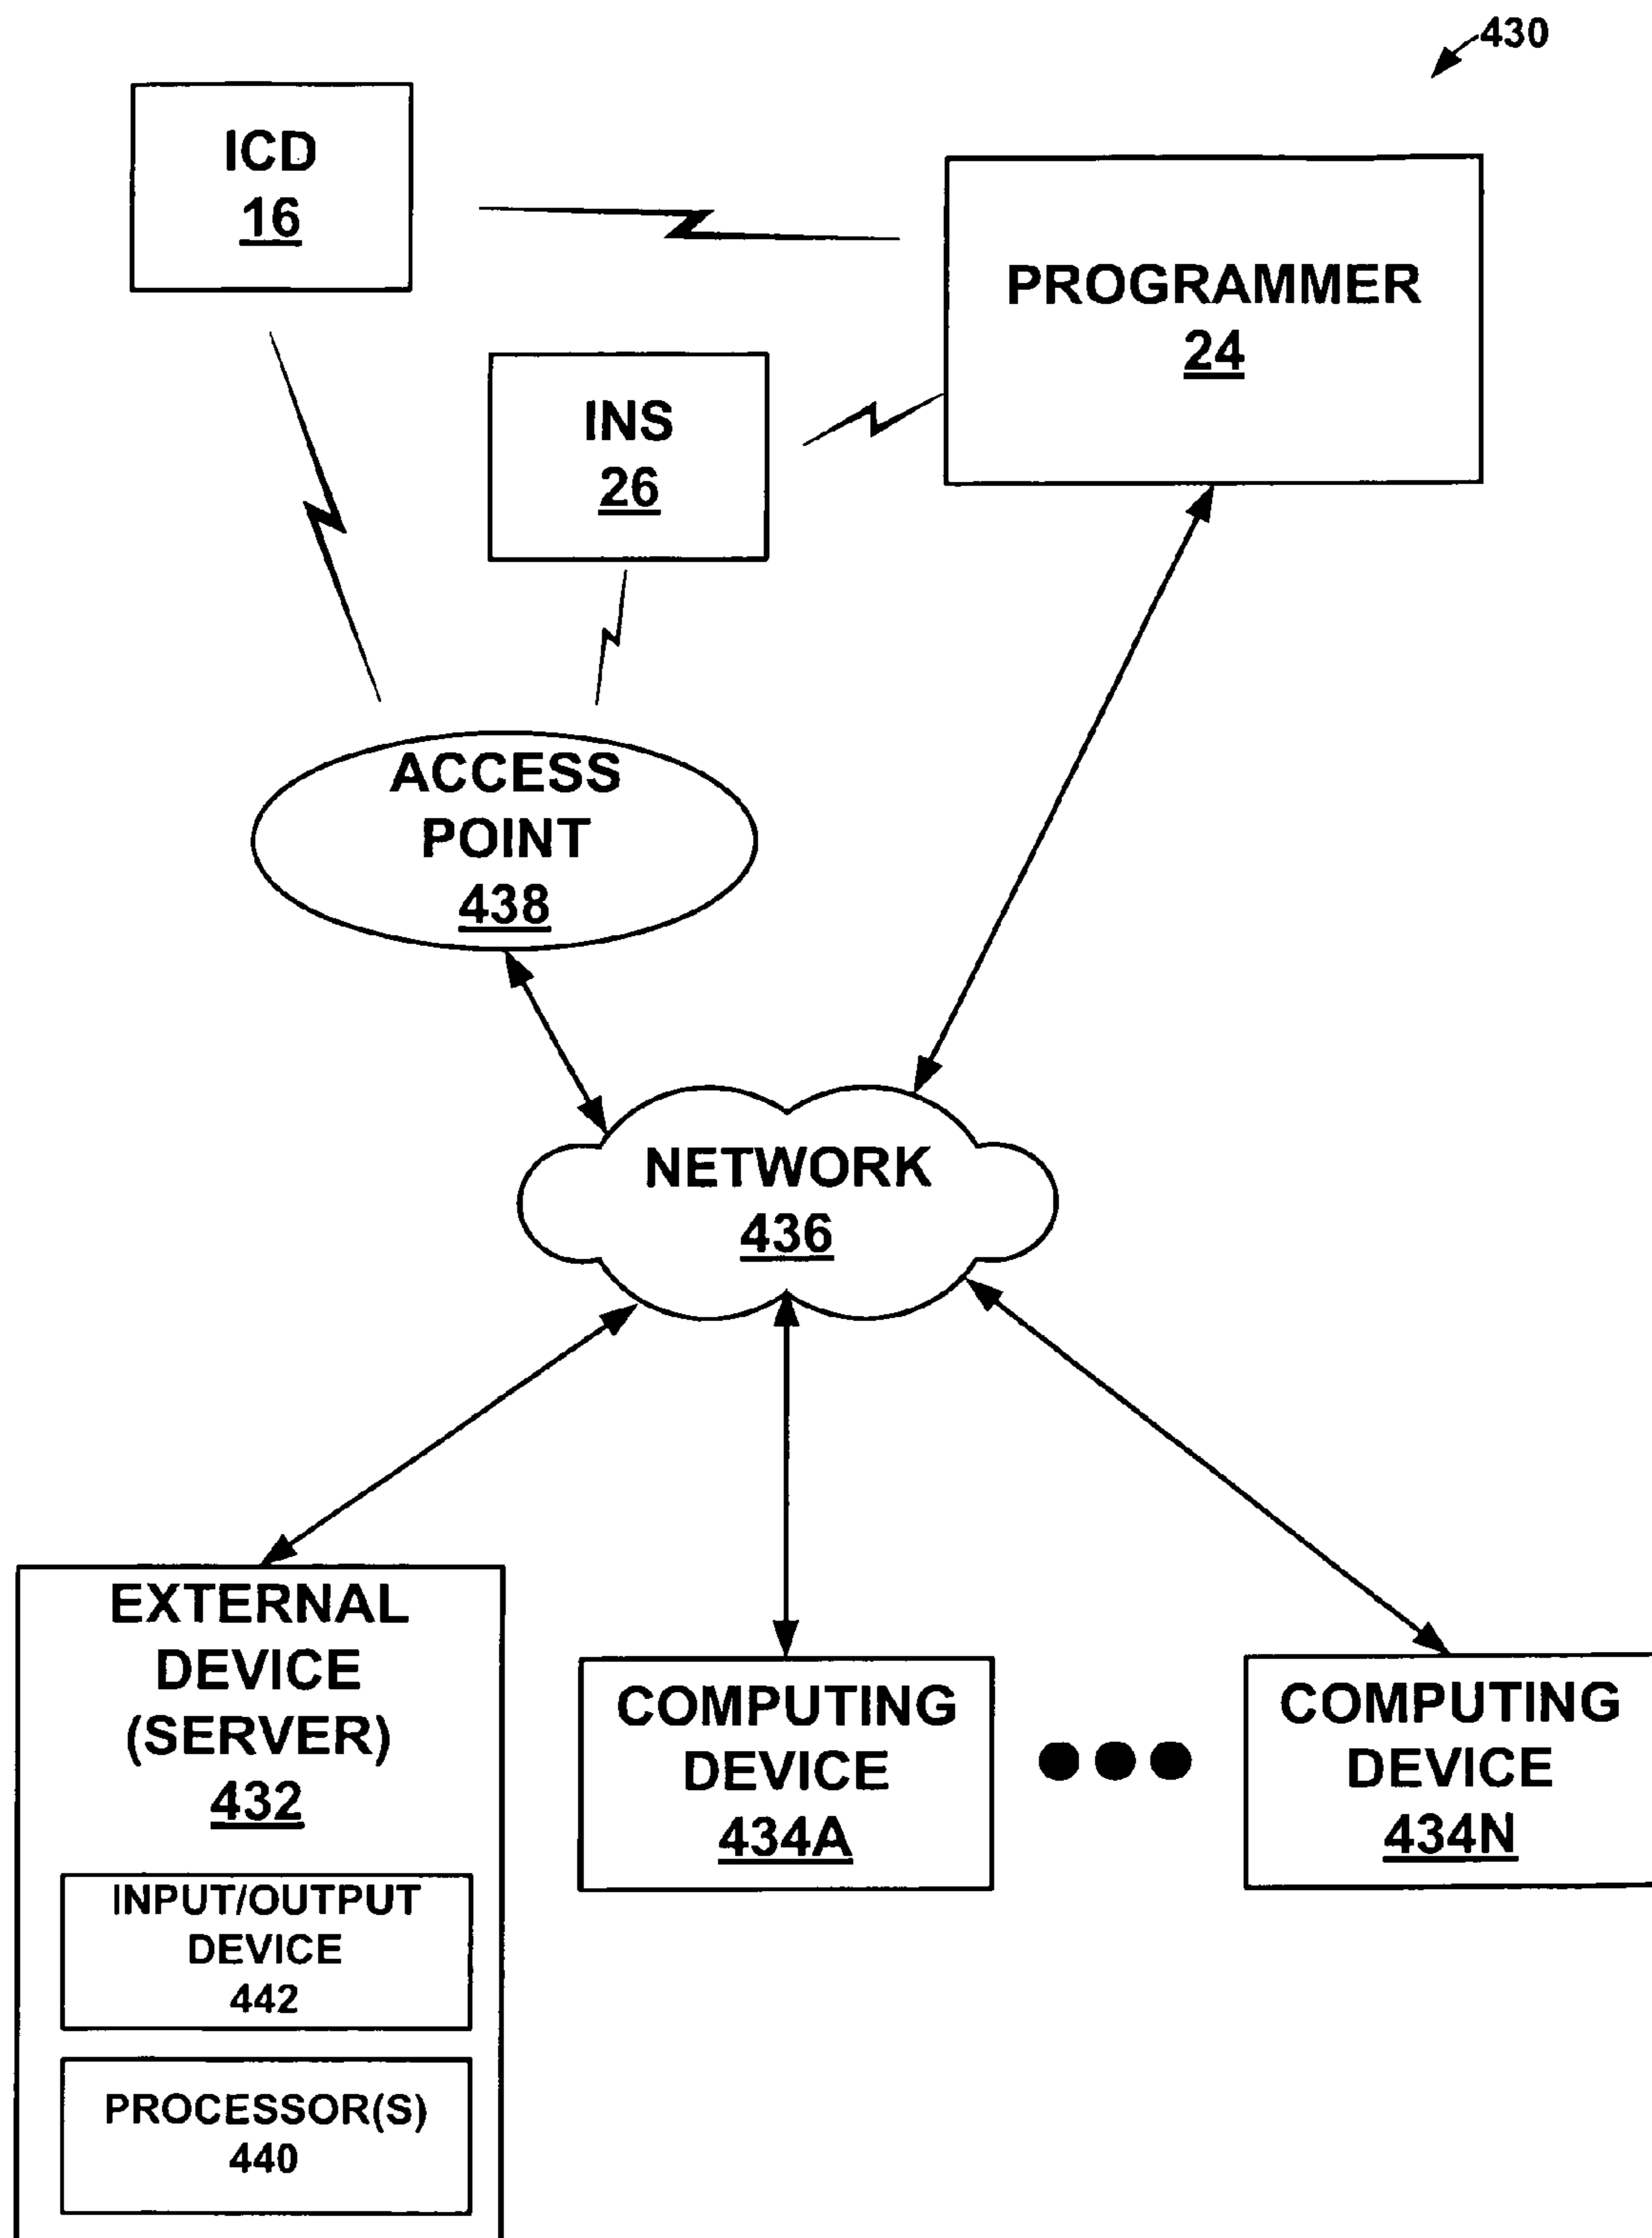 430
ICD
16
PROGRAMMER
24
INS
26
ACCESS
POINT
438
NETWORK
436
EXTERNAL
DEVICE
(SERVER)
432
INPUT/OUTPUT
DEVICE
442
PROCESSOR(S)
440
COMPUTING
DEVICE
434A
COMPUTING
DEVICE
434N